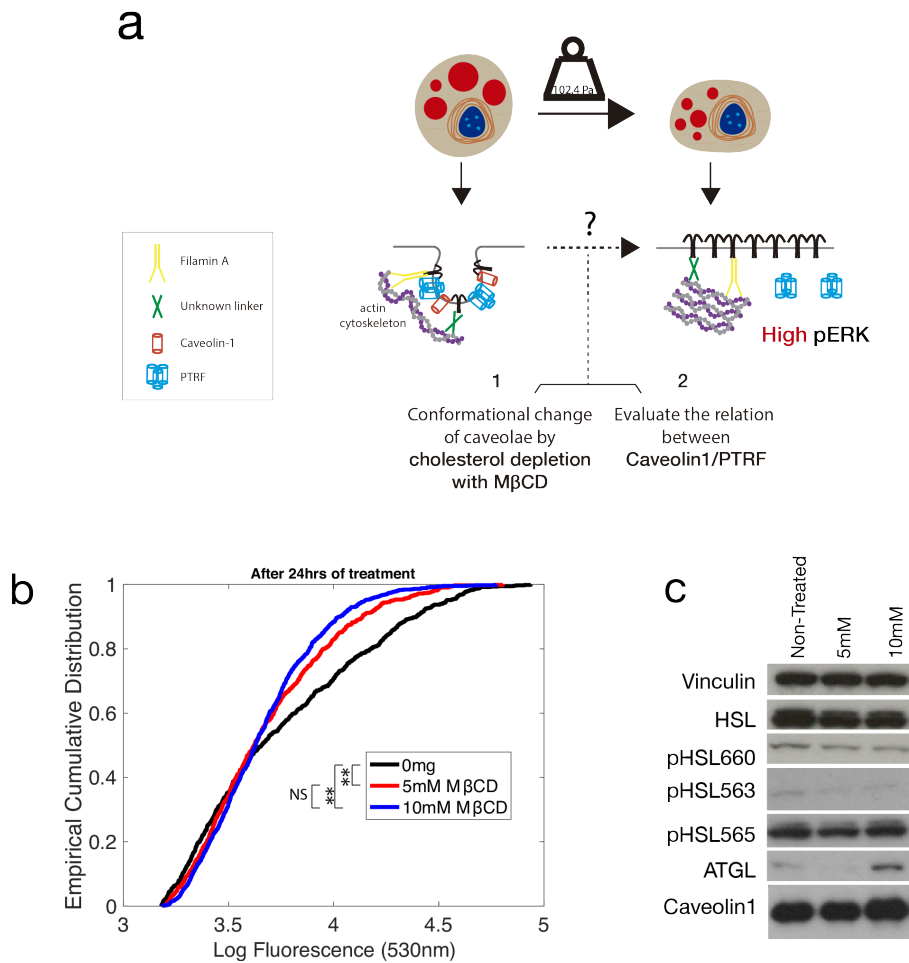 a
102.4 Pa
?
Filamin A
Unknown linker
Caveolin-1
PTRF
actin
cytoskeleton
High pERK
1
Conformational change
of caveolae by
cholesterol depletion
with MβCD
2
Evaluate the relation
between
Caveolin1/PTRF
b
After 24hrs of treatment
Empirical Cumulative Distribution
1
0.8
0.6
0.4
0.2
0
3
3.5
4
4.5
5
Log Fluorescence (530nm)
NS
**
**
0mg
5mM MβCD
10mM MβCD
c
Non-Treated
5mM
10mM
Vinculin
HSL
pHSL660
pHSL563
pHSL565
ATGL
Caveolin1